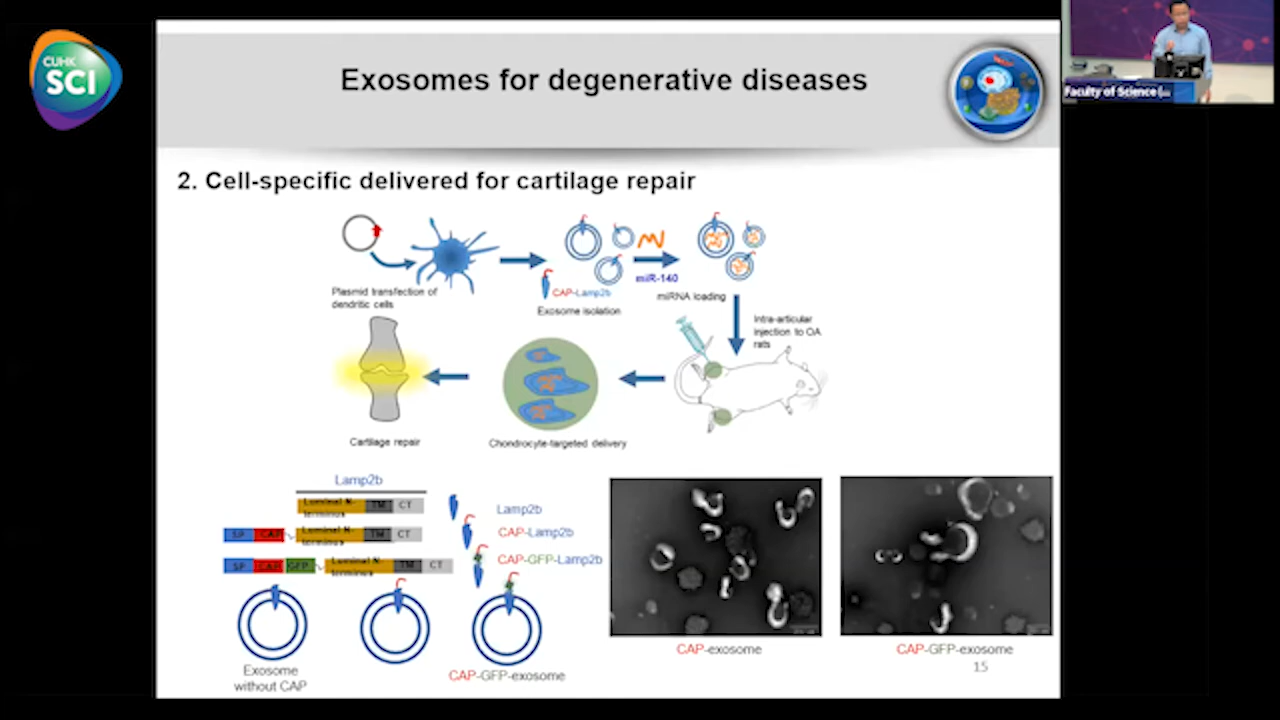 CUHK
SCI
Exosomes for degenerative diseases
Faculty of Science (...
2. Cell-specific delivered for cartilage repair
Plasmid transfection of
dendritic cells
CAP-Lamp2b
Exosome isolation
miR-140
miRNA loading
Intra-articular
injection to OA
rats
Cartilage repair
Chondrocyte-targeted delivery
Lamp2b
Luminal N-
terminus
TM
CT
SP
CAP
Luminal N-
terminus
TM
CT
SP
CAP
GFP
Luminal N-
terminus
TM
CT
Lamp2b
CAP-Lamp2b
CAP-GFP-Lamp2b
Exosome
without CAP
CAP-GFP-exosome
CAP-exosome
CAP-GFP-exosome
15